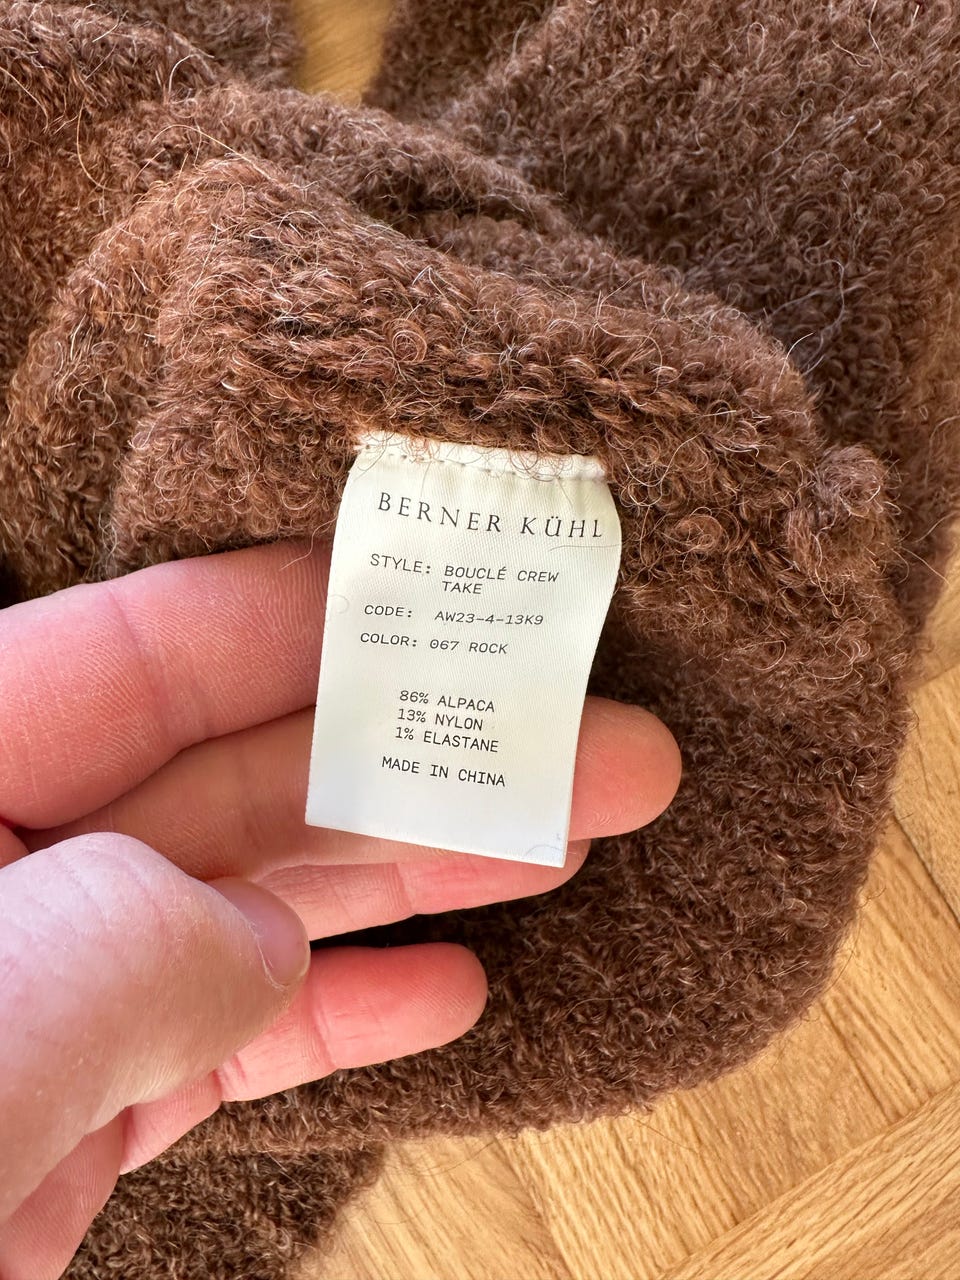 BERNER KÜHL
STYLE: BOUCLÉ CREW
TAKE
CODE: AW23-4-13K9
COLOR: 067 ROCK
86% ALPACA
13% NYLON
1% ELASTANE
MADE IN CHINA